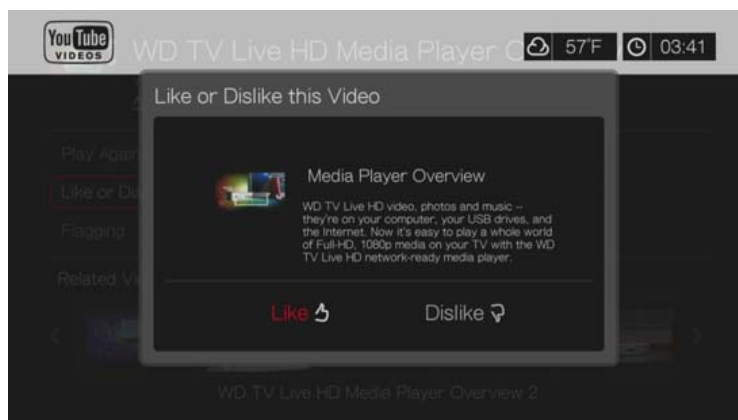 You Tube
VIDEOS
WD TV Live HD Media Player
57°F
03:41
Like or Dislike this Video
Play Again
Like or Dis
Flagging
Related Vi
Media Player Overview
WD TV Live HD video, photos and music –
they're on your computer, your USB drives, and
the Internet. Now it's easy to play a whole world
of Full-HD, 1080p media on your TV with the WD
TV Live HD network-ready media player.
Like
Dislike
WD TV Live HD Media Player Overview 2